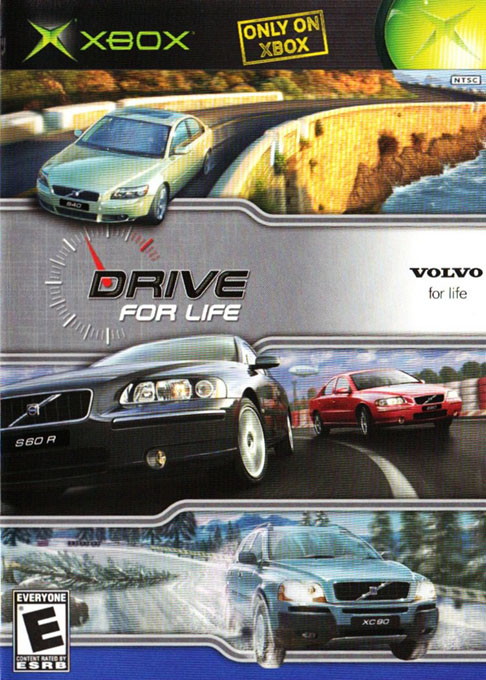 XBOX
ONLY ON
XBOX
NTSC
S40
DRIVE
FOR LIFE
VOLVO
for life
S60 R
XC90
EVERYONE
E
CONTENT RATED BY
ESRB